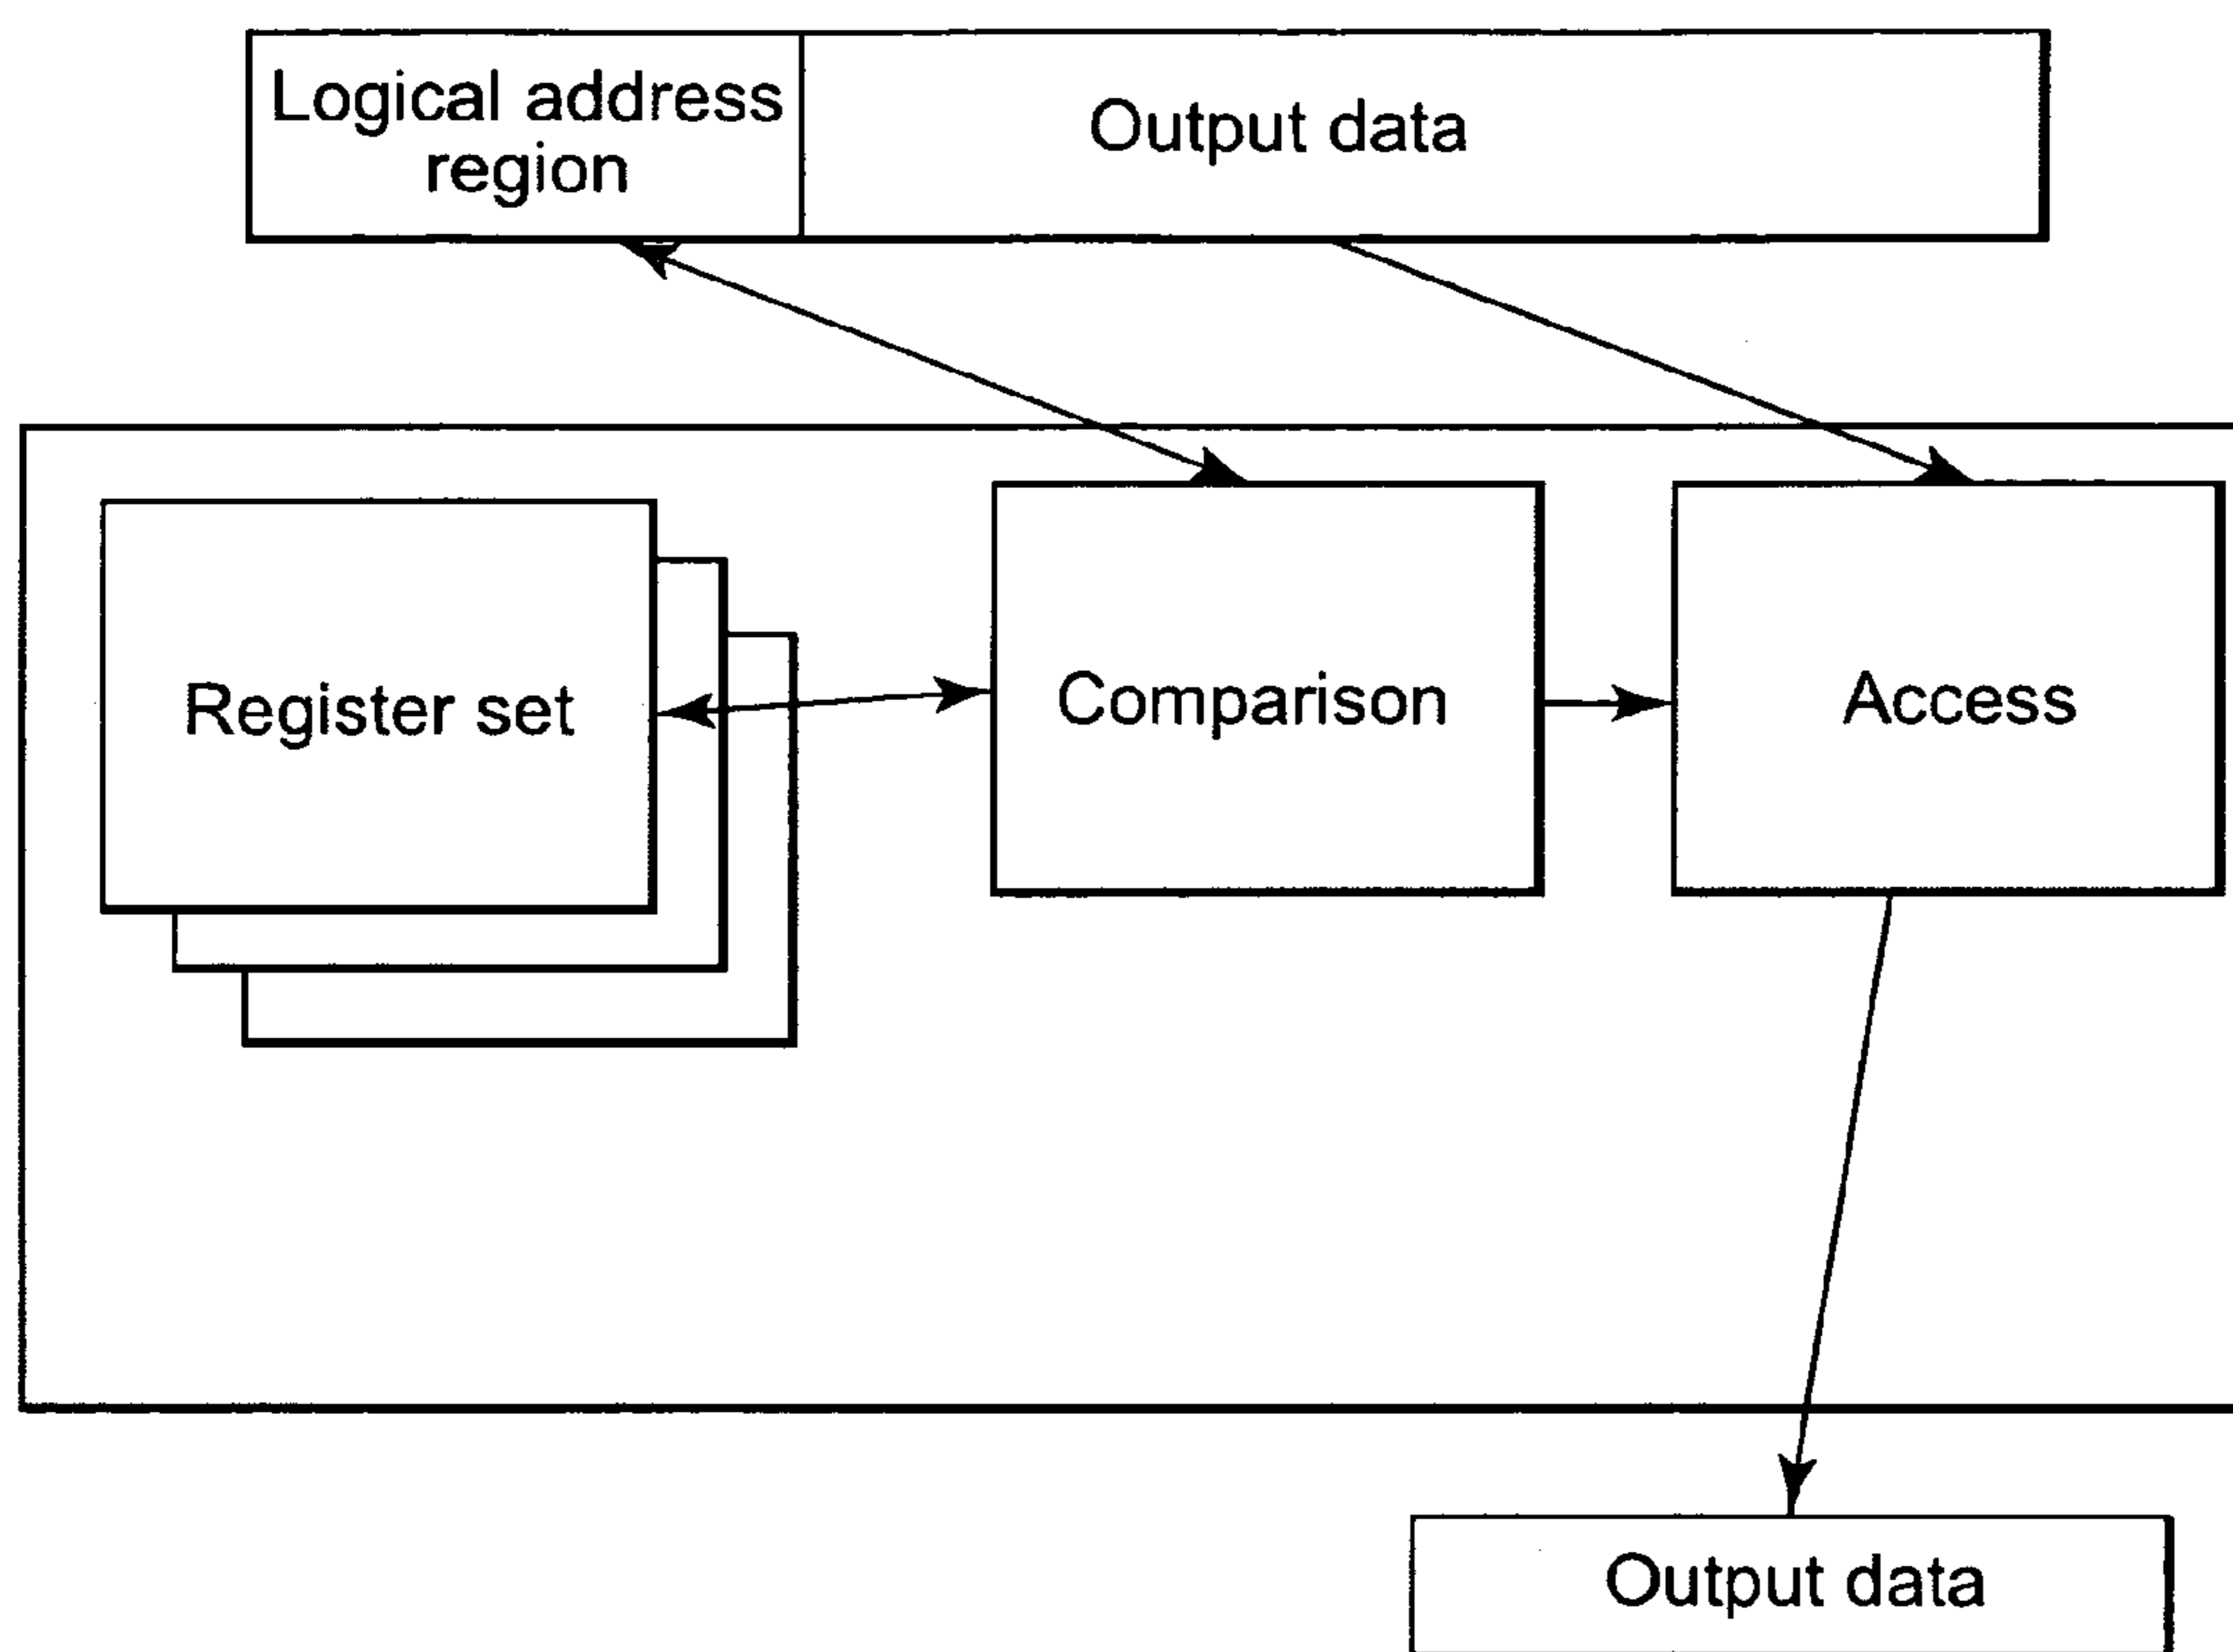 Logical address
region
Output data
Register set
Comparison
Access
Output data